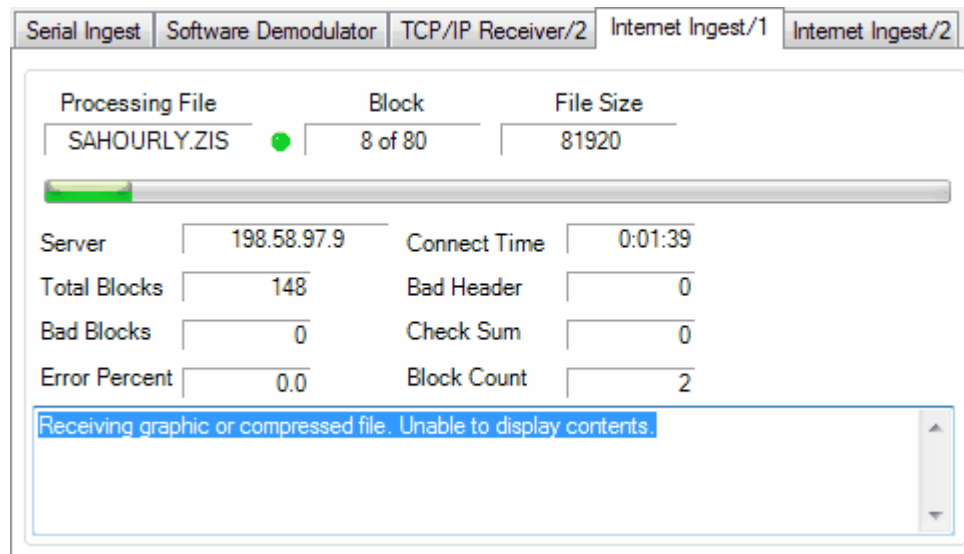 Serial Ingest Software Demodulator TCP/IP Receiver/2 Internet Ingest/1 Internet Ingest/2
Processing File Block File Size
SAHOURLY.ZIS 8 of 80 81920
Server 198.58.97.9 Connect Time 0:01:39
Total Blocks 148 Bad Header 0
Bad Blocks 0 Check Sum 0
Error Percent 0.0 Block Count 2
Receiving graphic or compressed file. Unable to display contents.